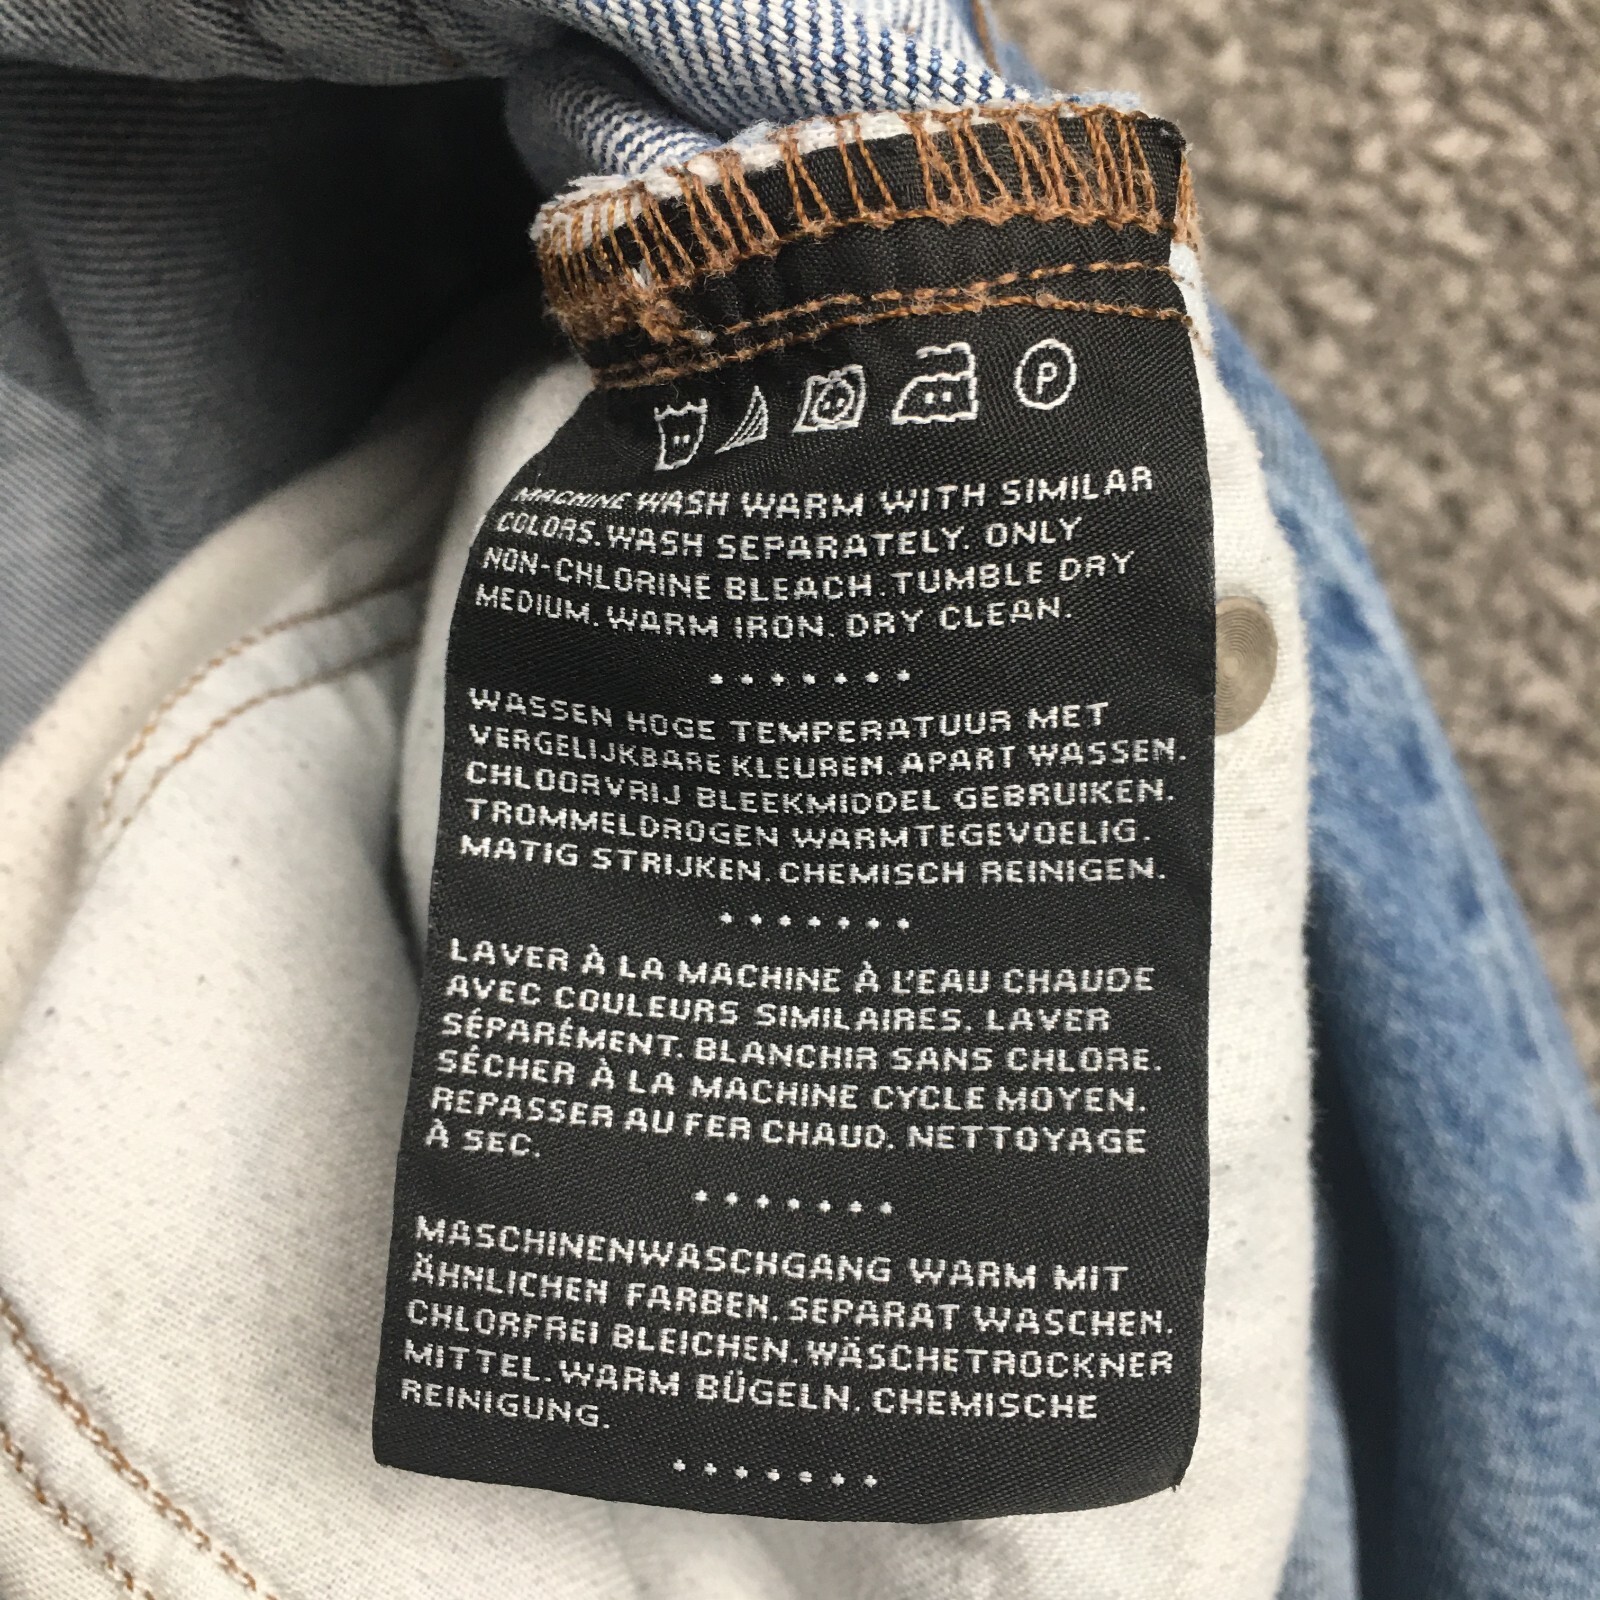 P
MACHINE WASH WARM WITH SIMILAR
COLORS. WASH SEPARATELY. ONLY
NON-CHLORINE BLEACH. TUMBLE DRY
MEDIUM. WARM IRON. DRY CLEAN.
WASSEN HOGE TEMPERATUUR MET
VERGELIJKBARE KLEUREN. APART WASSEN.
CHLOORVRIJ BLEEKMIDDEL GEBRUIKEN.
TROMMELDROGEN WARMTEGEVOELIG.
MATIG STRIJKEN. CHEMISCH REINIGEN.
LAVER À LA MACHINE À L'EAU CHAUDE
AVEC COULEURS SIMILAIRES. LAVER
SÉPARÉMENT. BLANCHIR SANS CHLORE.
SÉCHER À LA MACHINE CYCLE MOYEN.
REPASSER AU FER CHAUD. NETTOYAGE
À SEC.
MASCHINENWASCHGANG WARM MIT
ÄHNLICHEN FARBEN. SEPARAT WASCHEN.
CHLORFREI BLEICHEN. WÄSCHETROCKNER
MITTEL. WARM BÜGELN. CHEMISCHE
REINIGUNG.